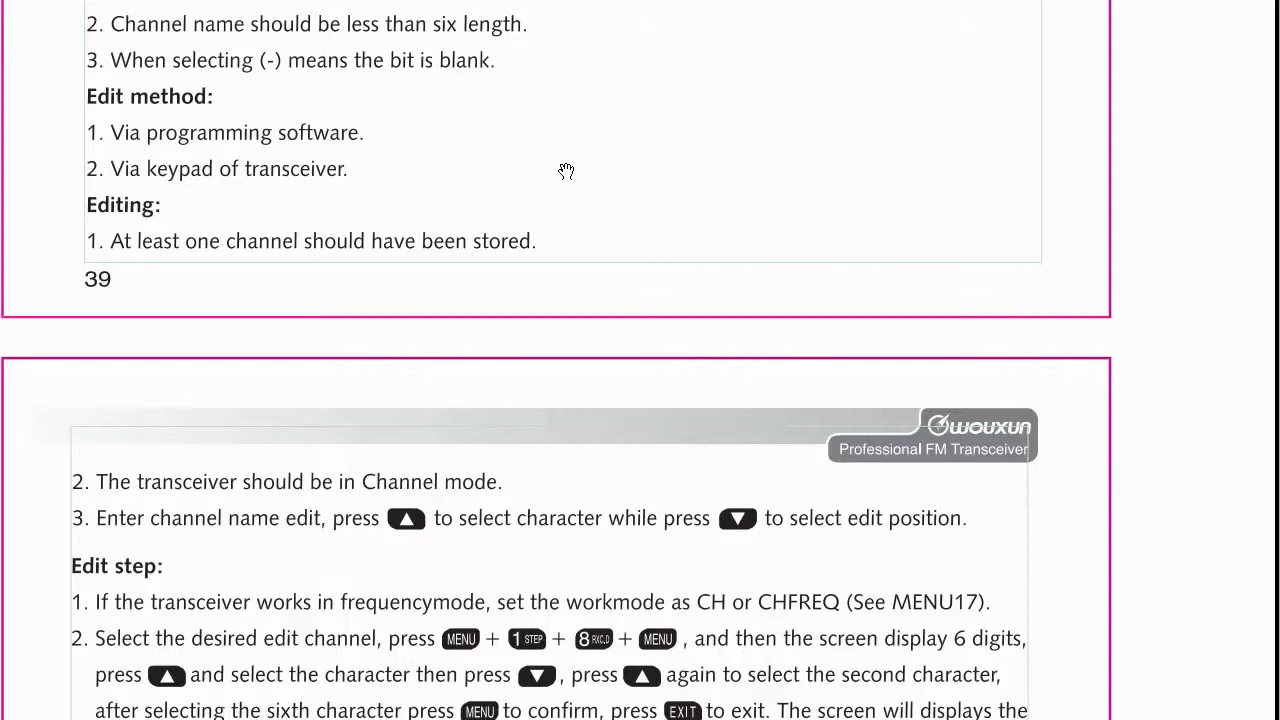 2. Channel name should be less than six length.
3. When selecting (-) means the bit is blank.
Edit method:
1. Via programming software.
2. Via keypad of transceiver.
Editing:
1. At least one channel should have been stored.
39
WOUXUN
Professional FM Transceiver
2. The transceiver should be in Channel mode.
3. Enter channel name edit, press ▲ to select character while press ▼ to select edit position.
Edit step:
1. If the transceiver works in frequencymode, set the workmode as CH or CHFREQ (See MENU17).
2. Select the desired edit channel, press MENU + 1 STEP + 8 RXC.D + MENU , and then the screen display 6 digits,
press ▲ and select the character then press ▼ , press ▲ again to select the second character,
after selecting the sixth character press MENU to confirm, press EXIT to exit. The screen will displays the